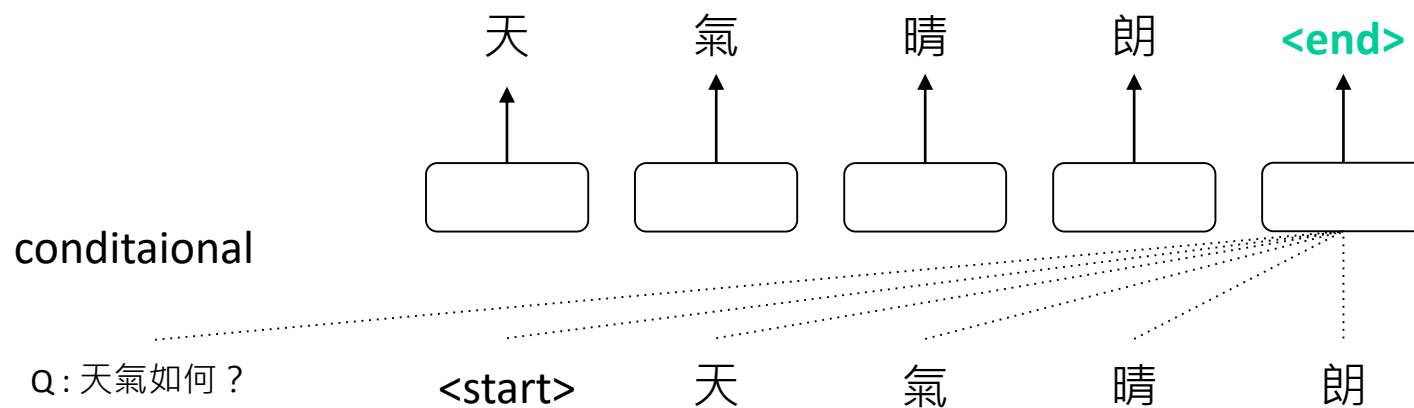 天 氣 晴 朗 <end>
conditaional
Q : 天氣如何？ <start> 天 氣 晴 朗